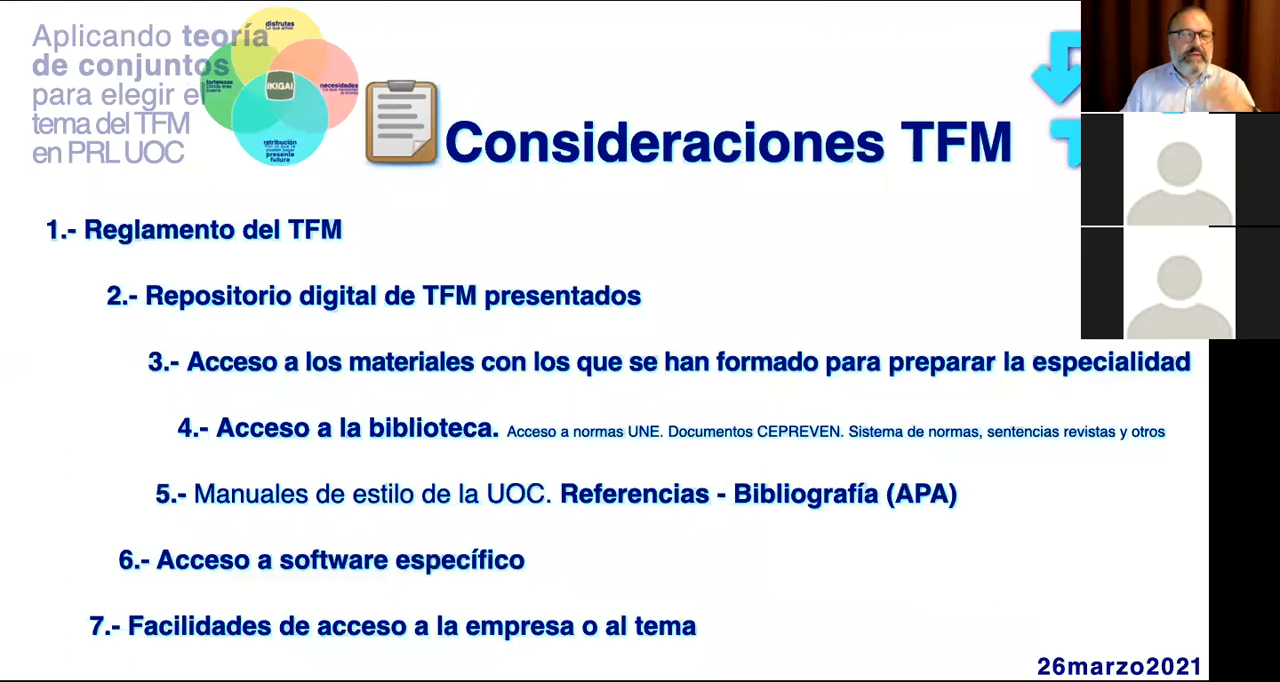 Aplicando teoría
de conjuntos
para elegir el
tema del TFM
en PRL UOC
disfrutas
fortalezas
IKIGAI
necesidades
retribución
presente
futura
Consideraciones TFM
1.- Reglamento del TFM
2.- Repositorio digital de TFM presentados
3.- Acceso a los materiales con los que se han formado para preparar la especialidad
4.- Acceso a la biblioteca. Acceso a normas UNE. Documentos CEPREVEN. Sistema de normas, sentencias revistas y otros
5.- Manuales de estilo de la UOC. Referencias - Bibliografía (APA)
6.- Acceso a software específico
7.- Facilidades de acceso a la empresa o al tema
26marzo2021